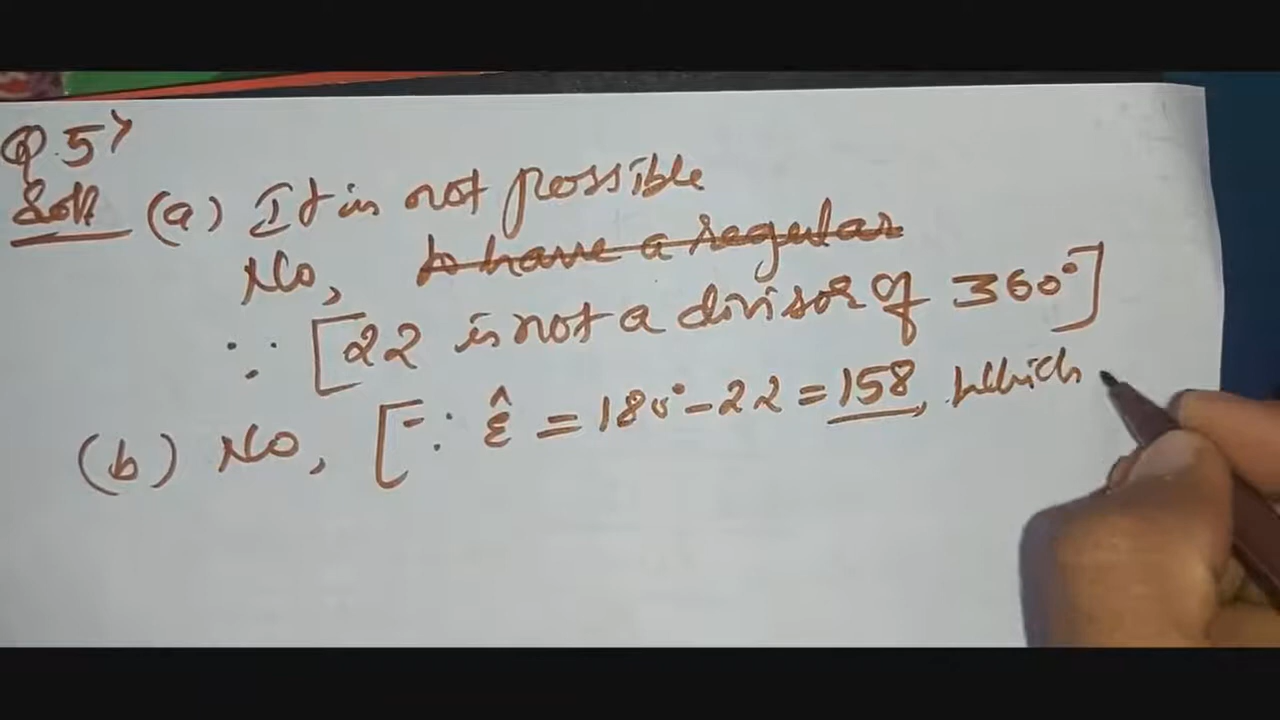 Q.5>
Soln (a) It is not possible
No, to have a regular
∵ [22 is not a divisor of 360°]
(b) No, [∵ ε̂ = 180° - 22 = 158, which